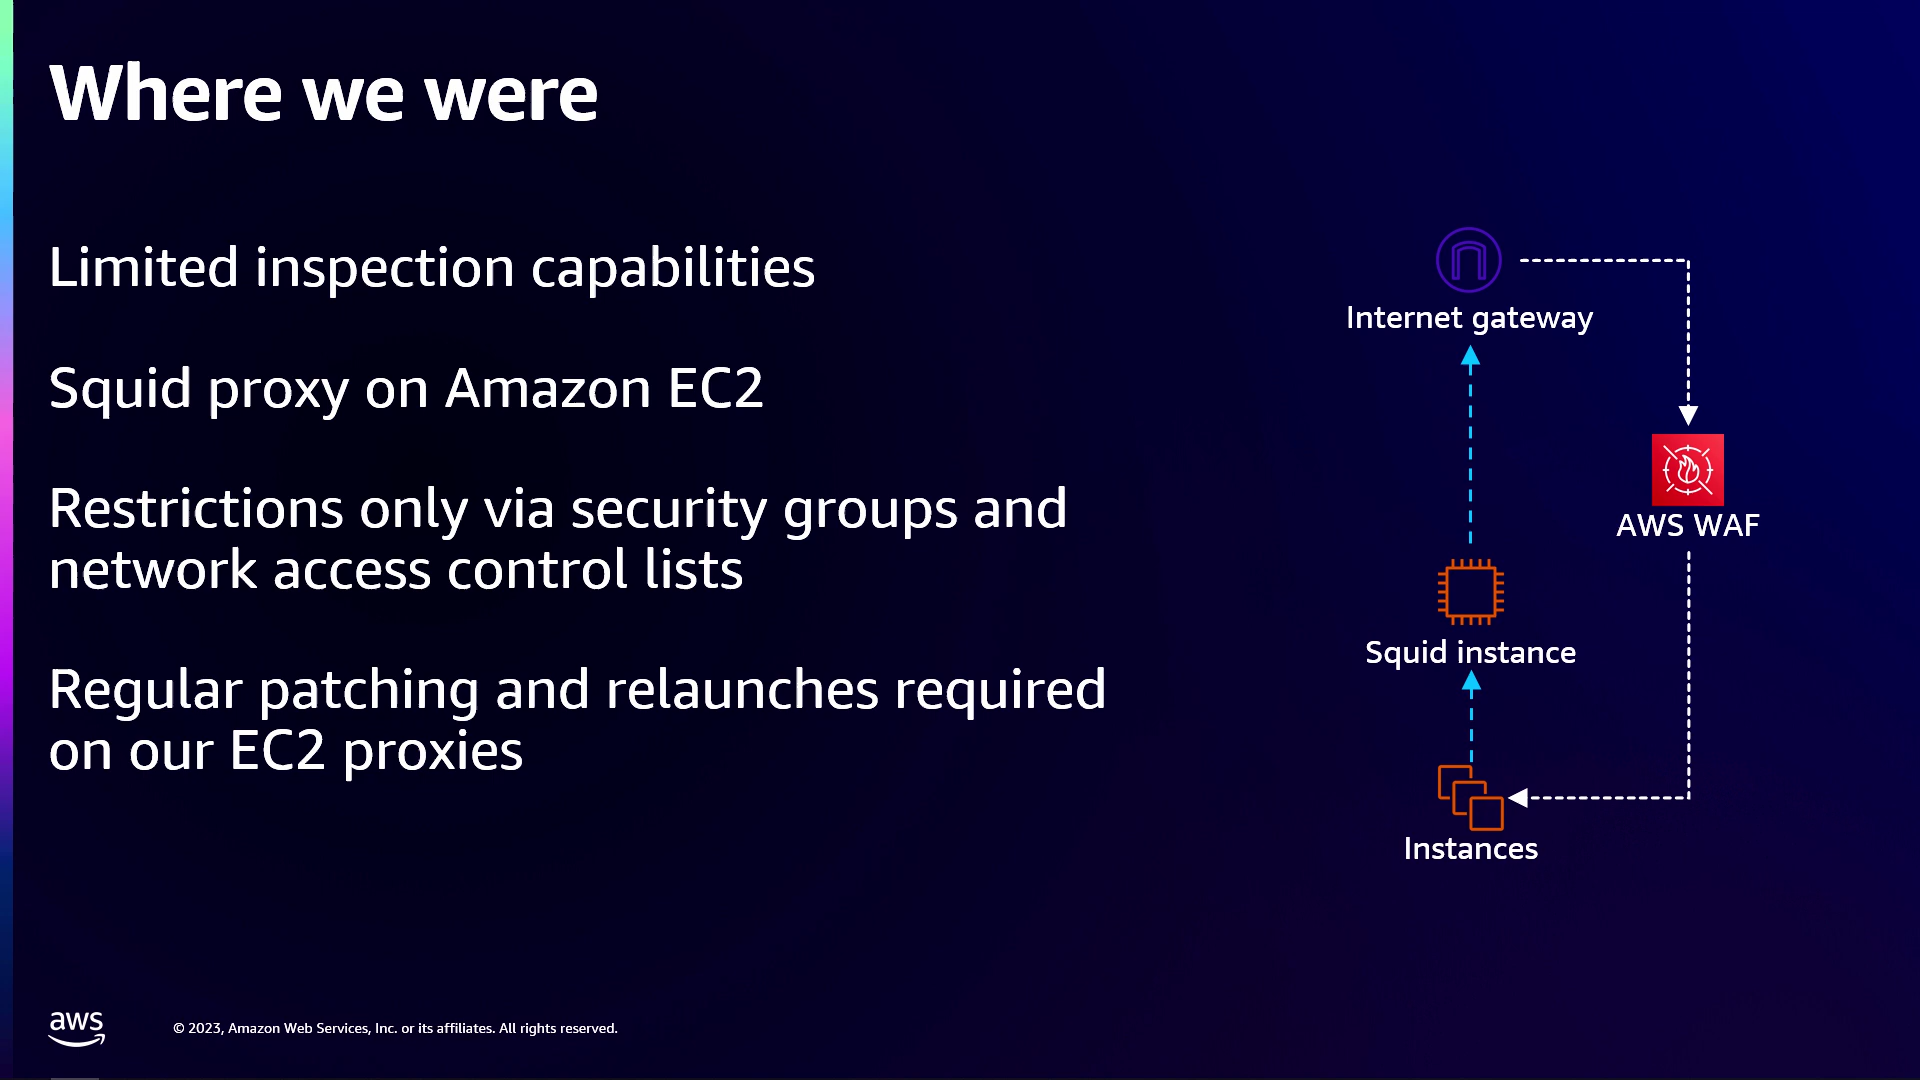 Where we were
Limited inspection capabilities
Squid proxy on Amazon EC2
Restrictions only via security groups and
network access control lists
Regular patching and relaunches required
on our EC2 proxies
Internet gateway
AWS WAF
Squid instance
Instances
aws
© 2023, Amazon Web Services, Inc. or its affiliates. All rights reserved.